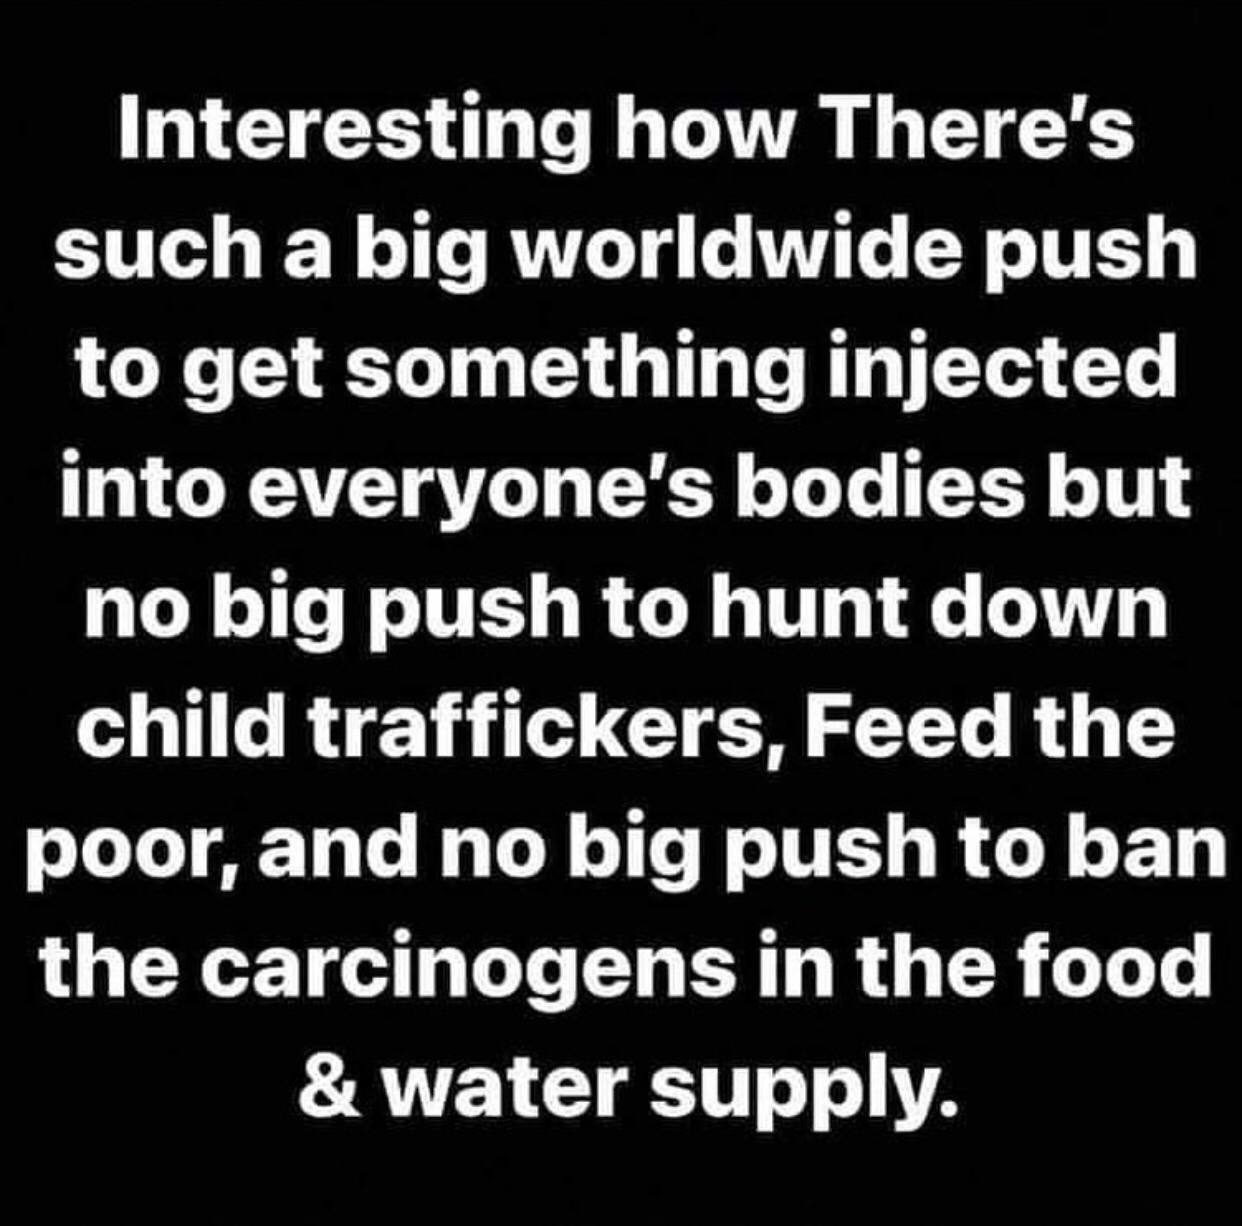 Interesting how There's
such a big worldwide push
to get something injected
into everyone's bodies but
no big push to hunt down
child traffickers, Feed the
poor, and no big push to ban
the carcinogens in the food
& water supply.